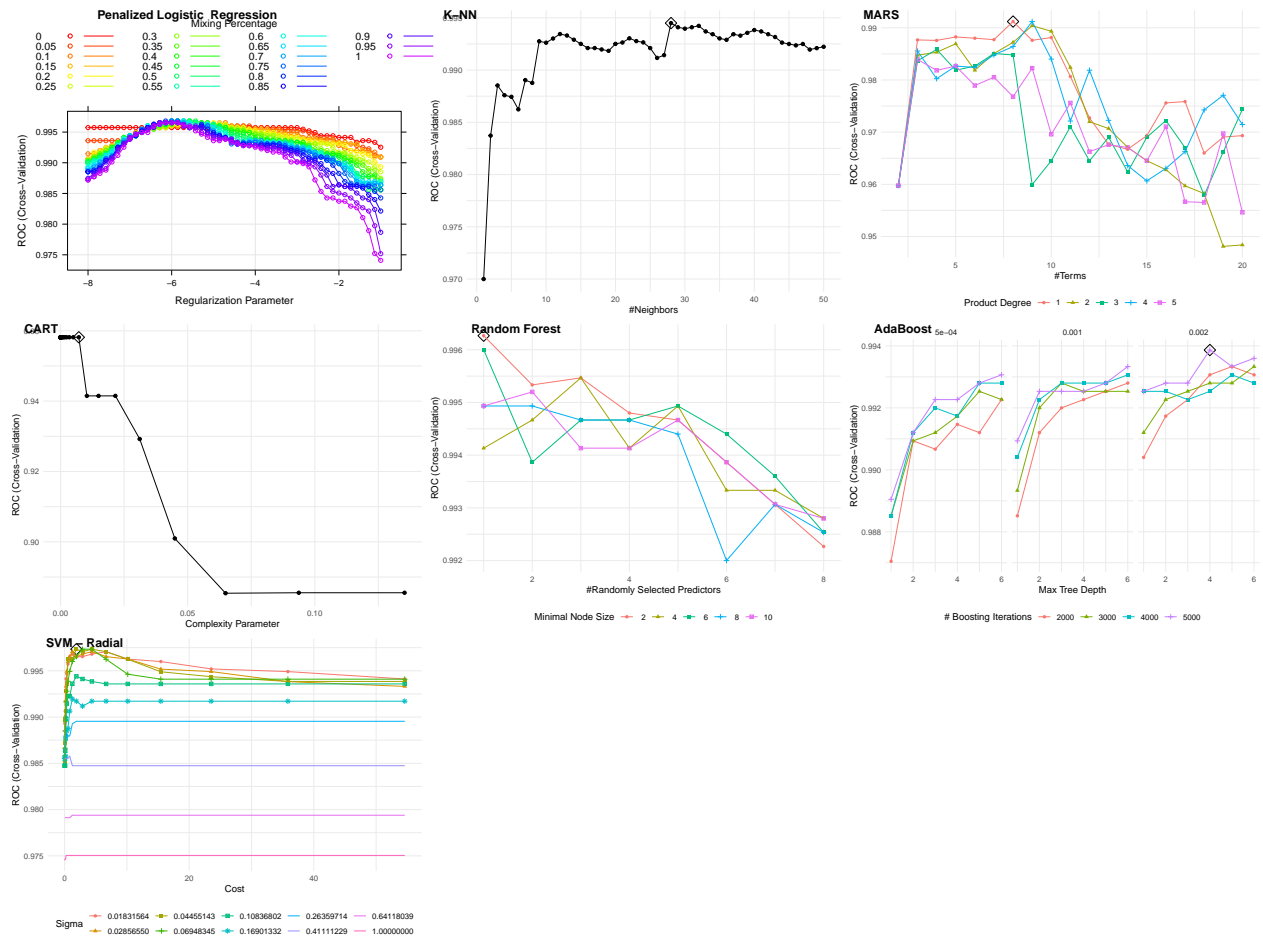 Penalized Logistic Regression
Mixing Percentage
0 0.3 0.6 0.9
0.05 0.35 0.65 0.95
0.1 0.4 0.7 1
0.15 0.45 0.75
0.2 0.5 0.8
0.25 0.55 0.85
ROC (Cross−Validation)
0.995
0.990
0.985
0.980
0.975
−8 −6 −4 −2
Regularization Parameter
K−NN
ROC (Cross−Validation)
0.995
0.990
0.985
0.980
0.975
0.970
0 10 20 30 40 50
#Neighbors
MARS
ROC (Cross−Validation)
0.99
0.98
0.97
0.96
0.95
5 10 15 20
#Terms
Product Degree 1 2 3 4 5
CART
ROC (Cross−Validation)
0.94
0.92
0.90
0.00 0.05 0.10
Complexity Parameter
Random Forest
ROC (Cross−Validation)
0.996
0.995
0.994
0.993
0.992
2 4 6 8
#Randomly Selected Predictors
Minimal Node Size 2 4 6 8 10
AdaBoost
5e−04 0.001 0.002
ROC (Cross−Validation)
0.994
0.992
0.990
0.988
2 4 6 2 4 6 2 4 6
Max Tree Depth
# Boosting Iterations 2000 3000 4000 5000
SVM − Radial
ROC (Cross−Validation)
0.995
0.990
0.985
0.980
0.975
0 20 40
Cost
Sigma
0.01831564 0.04455143 0.10836802 0.26359714 0.64118039
0.02856550 0.06948345 0.16901332 0.41111229 1.00000000